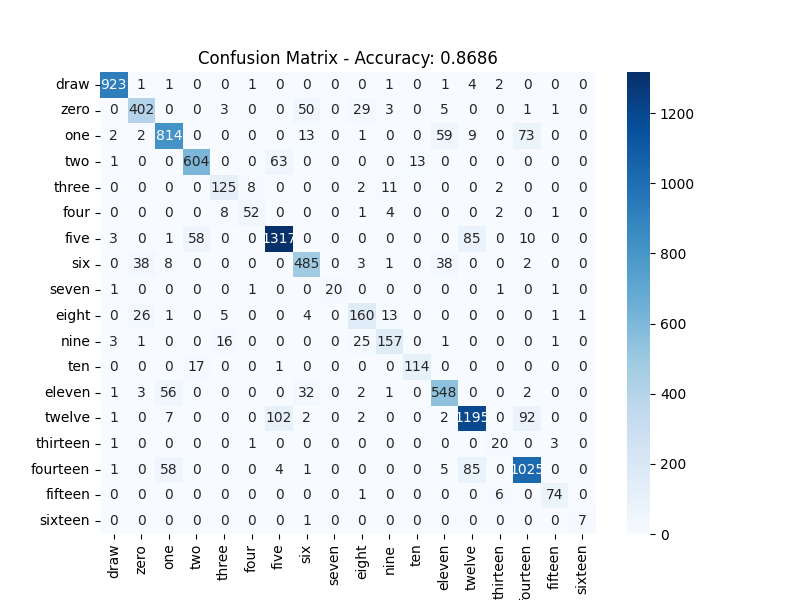 Confusion Matrix - Accuracy: 0.8686
draw 923 1 1 0 0 1 0 0 0 0 1 0 1 4 2 0 0 0
zero 0 402 0 0 3 0 0 50 0 29 3 0 5 0 0 1 1 0
one 2 2 814 0 0 0 0 13 0 1 0 0 59 9 0 73 0 0
two 1 0 0 604 0 0 63 0 0 0 0 13 0 0 0 0 0 0
three 0 0 0 0 125 8 0 0 0 2 11 0 0 0 2 0 0 0
four 0 0 0 0 8 52 0 0 0 1 4 0 0 0 2 0 1 0
five 3 0 1 58 0 0 1317 0 0 0 0 0 0 85 0 10 0 0
six 0 38 8 0 0 0 0 485 0 3 1 0 38 0 0 2 0 0
seven 1 0 0 0 0 1 0 0 20 0 0 0 0 0 1 0 1 0
eight 0 26 1 0 5 0 0 4 0 160 13 0 0 0 0 0 1 1
nine 3 1 0 0 16 0 0 0 0 25 157 0 1 0 0 0 1 0
ten 0 0 0 17 0 0 1 0 0 0 0 114 0 0 0 0 0 0
eleven 1 3 56 0 0 0 0 32 0 2 1 0 548 0 0 2 0 0
twelve 1 0 7 0 0 0 102 2 0 2 0 0 2 1195 0 92 0 0
thirteen 1 0 0 0 0 1 0 0 0 0 0 0 0 0 20 0 3 0
fourteen 1 0 58 0 0 0 4 1 0 0 0 0 5 85 0 1025 0 0
fifteen 0 0 0 0 0 0 0 0 0 1 0 0 0 0 6 0 74 0
sixteen 0 0 0 0 0 0 0 1 0 0 0 0 0 0 0 0 0 7
draw zero one two three four five six seven eight nine ten eleven twelve thirteen ourteen fifteen sixteen
1200
1000
800
600
400
200
0